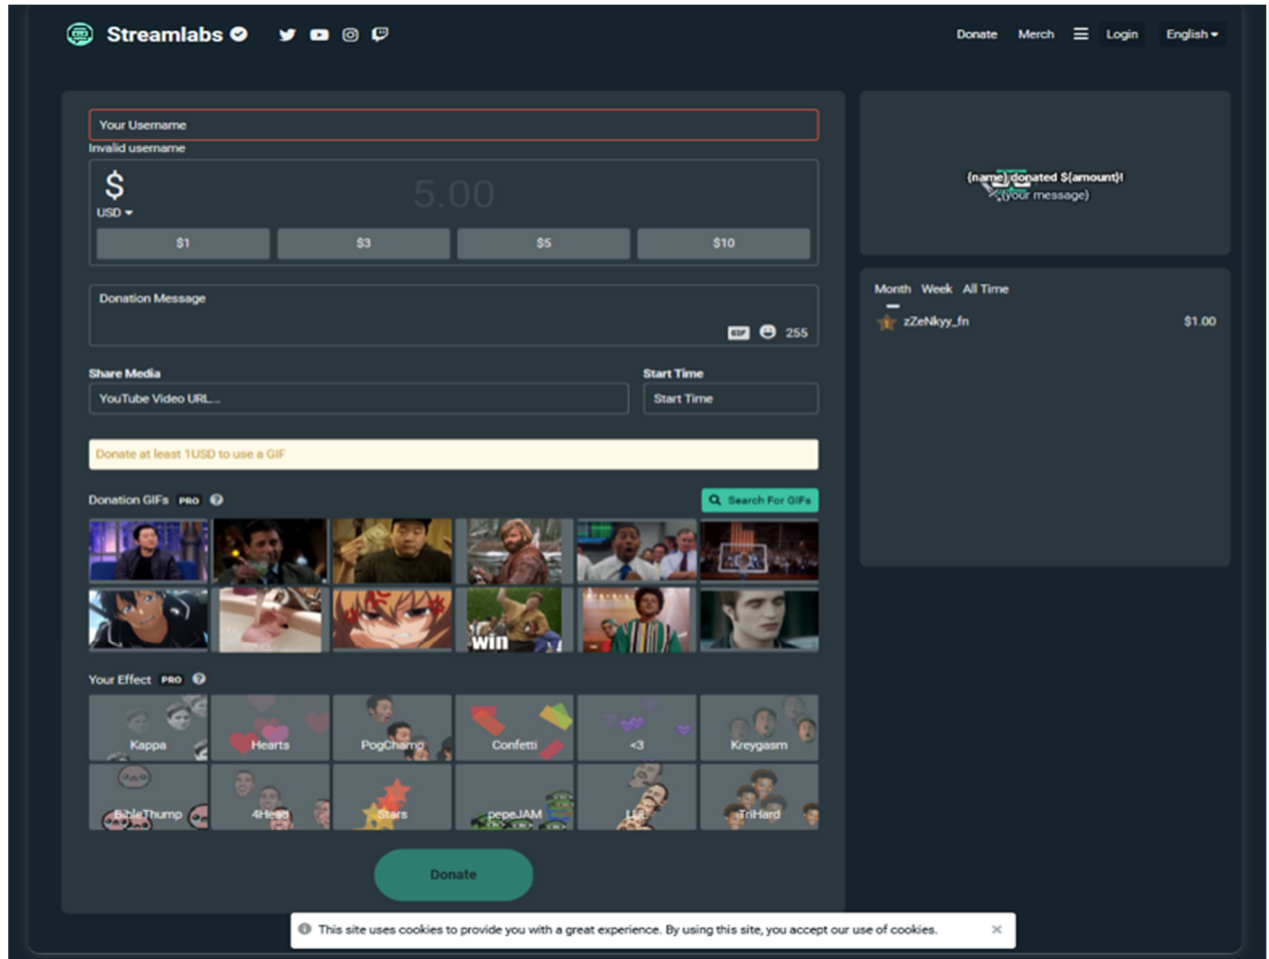 Streamlabs
Donate Merch Login English
Your Username
Invalid username
$
USD
5.00
$1 $3 $5 $10
Donation Message
GIF 255
Share Media Start Time
YouTube Video URL... Start Time
Donate at least 1USD to use a GIF
Donation GIFs PRO ? Search For GIFs
win
Your Effect PRO ?
Kappa Hearts PogChamp Confetti <3 Kreygasm
BibleThump 4Head Stars pepeJAM LUL TriHard
Donate
{name} donated ${amount}!
{your message}
Month Week All Time
1 zZeNkyy_fn $1.00
This site uses cookies to provide you with a great experience. By using this site, you accept our use of cookies.